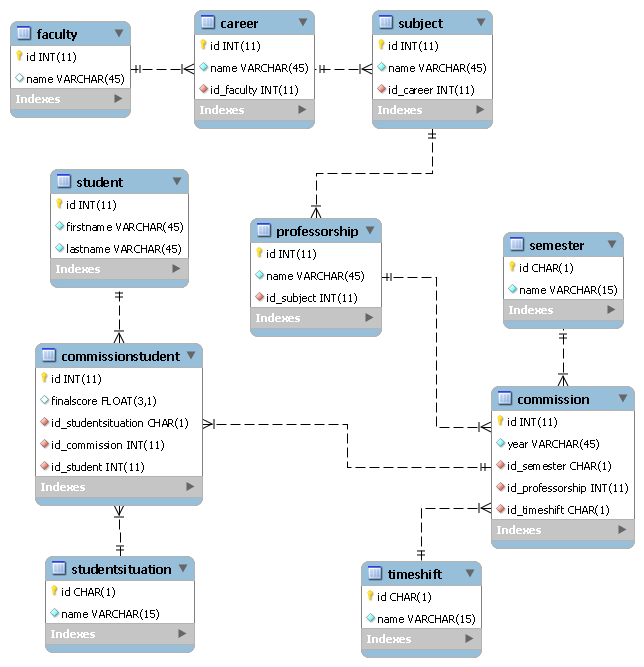 faculty
id INT(11)
name VARCHAR(45)
Indexes
career
id INT(11)
name VARCHAR(45)
id_faculty INT(11)
Indexes
subject
id INT(11)
name VARCHAR(45)
id_career INT(11)
Indexes
student
id INT(11)
firstname VARCHAR(45)
lastname VARCHAR(45)
Indexes
professorship
id INT(11)
name VARCHAR(45)
id_subject INT(11)
Indexes
semester
id CHAR(1)
name VARCHAR(15)
Indexes
commissionstudent
id INT(11)
finalscore FLOAT(3,1)
id_studentsituation CHAR(1)
id_commission INT(11)
id_student INT(11)
Indexes
commission
id INT(11)
year VARCHAR(45)
id_semester CHAR(1)
id_professorship INT(11)
id_timeshift CHAR(1)
Indexes
studentsituation
id CHAR(1)
name VARCHAR(15)
Indexes
timeshift
id CHAR(1)
name VARCHAR(15)
Indexes